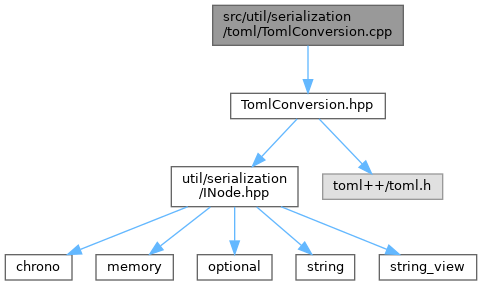 src/util/serialization
/toml/TomlConversion.cpp
TomlConversion.hpp
util/serialization
/INode.hpp
toml++/toml.h
chrono
memory
optional
string
string_view